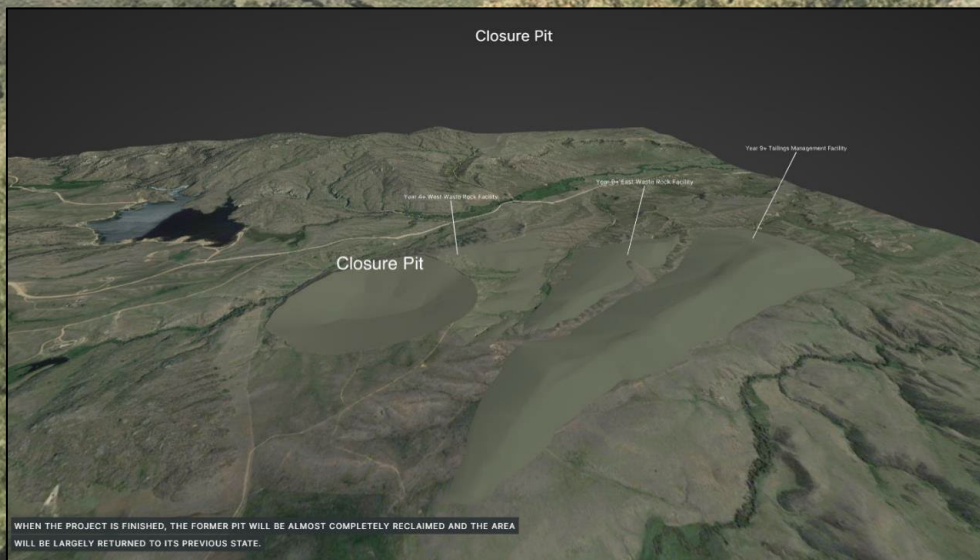 Closure Pit
Year 9+ Tailings Management Facility
Year 6+ East Waste Rock Facility
Year 4+ West Waste Rock Facility
Closure Pit
WHEN THE PROJECT IS FINISHED, THE FORMER PIT WILL BE ALMOST COMPLETELY RECLAIMED AND THE AREA
WILL BE LARGELY RETURNED TO ITS PREVIOUS STATE.